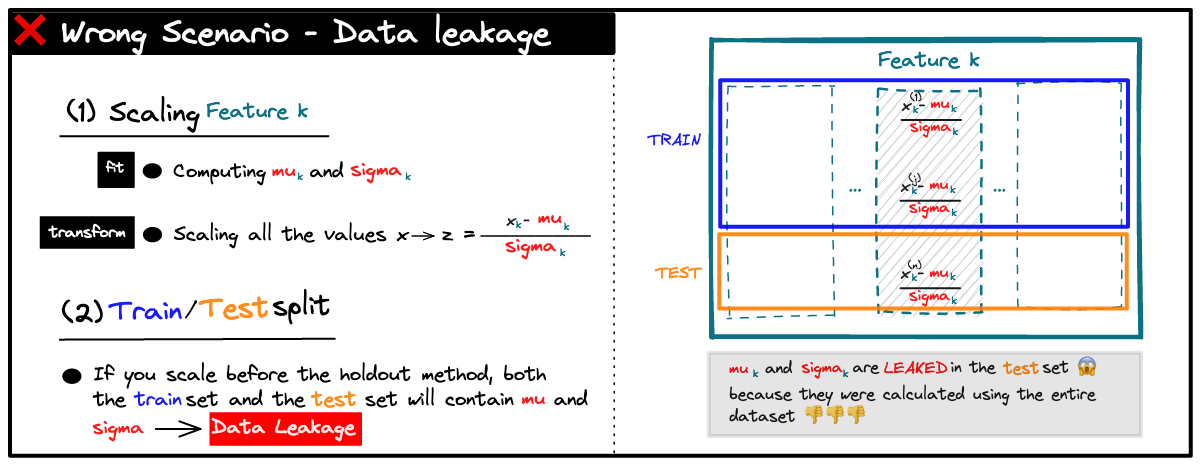 ❌ Wrong Scenario - Data leakage
(1) Scaling Feature k
fit ● Computing mu k and sigma k
transform ● Scaling all the values x → z = x k - mu k / sigma k
(2) Train/Test split
● If you scale before the holdout method, both
the train set and the test set will contain mu and
sigma → Data Leakage
Feature k
TRAIN
x k (1) - mu k
sigma k
... x k (j) - mu k ...
sigma k
TEST
x k (n) - mu k
sigma k
mu k and sigma k are LEAKED in the test set 😱
because they were calculated using the entire
dataset 👎👎👎